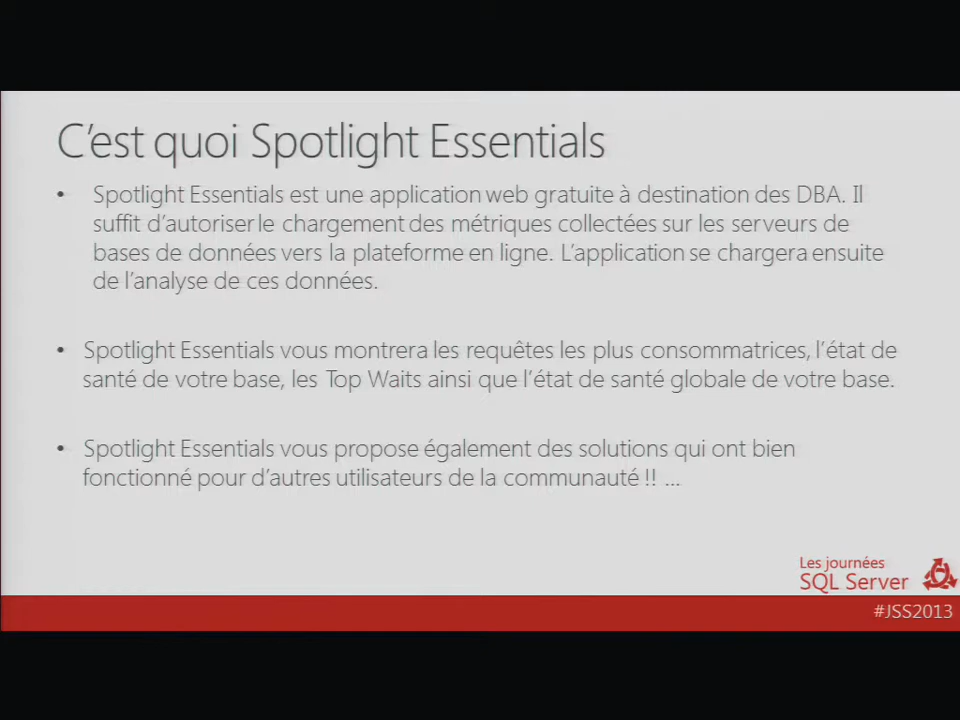 C'est quoi Spotlight Essentials
• Spotlight Essentials est une application web gratuite à destination des DBA. Il
suffit d'autoriser le chargement des métriques collectées sur les serveurs de
bases de données vers la plateforme en ligne. L'application se chargera ensuite
de l'analyse de ces données.
• Spotlight Essentials vous montrera les requêtes les plus consommatrices, l'état de
santé de votre base, les Top Waits ainsi que l'état de santé globale de votre base.
• Spotlight Essentials vous propose également des solutions qui ont bien
fonctionné pour d'autres utilisateurs de la communauté !! ...
Les journées
SQL Server
#JSS2013